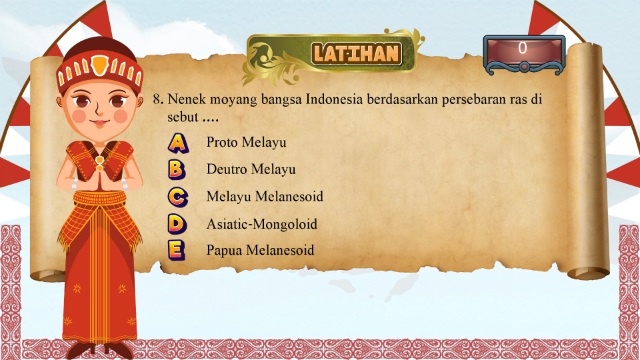 LATIHAN
0
8. Nenek moyang bangsa Indonesia berdasarkan persebaran ras di
sebut ....
A Proto Melayu
B Deutro Melayu
C Melayu Melanesoid
D Asiatic-Mongoloid
E Papua Melanesoid